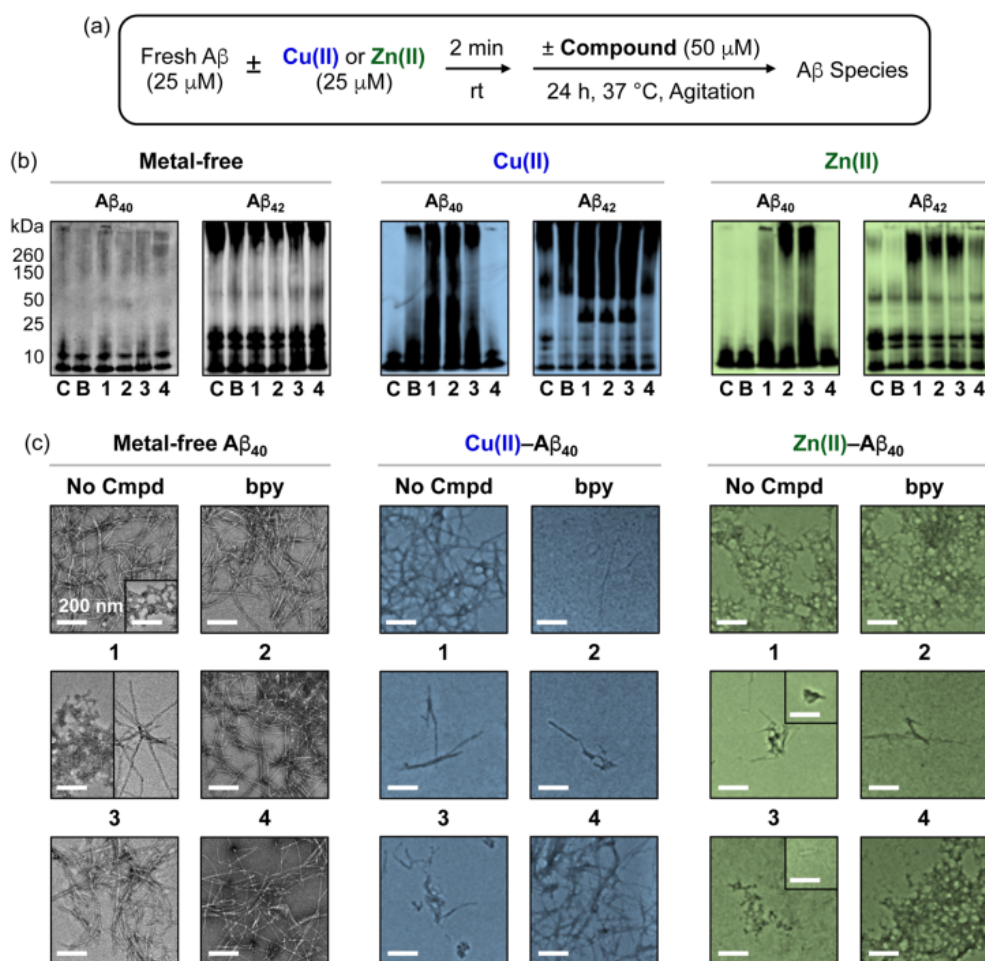 (a)
Fresh Aβ ± Cu(II) or Zn(II) 2 min ± Compound (50 μM) Aβ Species
(25 μM) (25 μM) rt 24 h, 37 °C, Agitation
(b) Metal-free Cu(II) Zn(II)
Aβ40 Aβ42 Aβ40 Aβ42 Aβ40 Aβ42
kDa
260
150
50
25
10
C B 1 2 3 4 C B 1 2 3 4 C B 1 2 3 4 C B 1 2 3 4 C B 1 2 3 4 C B 1 2 3 4
(c) Metal-free Aβ40 Cu(II)–Aβ40 Zn(II)–Aβ40
No Cmpd bpy No Cmpd bpy No Cmpd bpy
200 nm
1 2 1 2 1 2
3 4 3 4 3 4